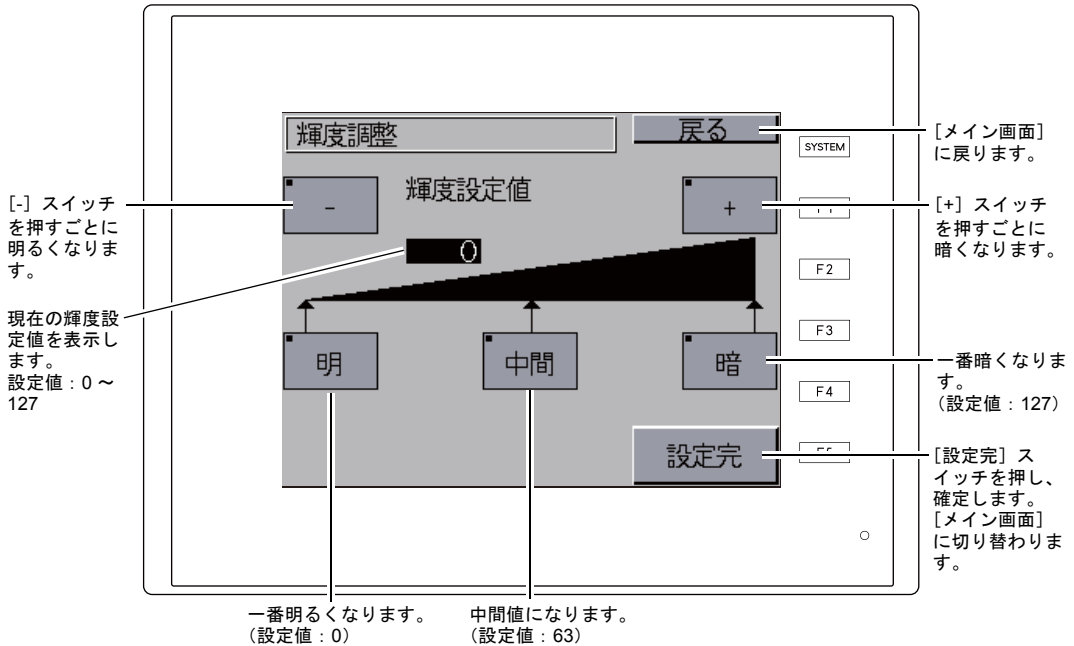 輝度調整
戻る
輝度設定値
-
+
0
明
中間
暗
設定完
SYSTEM
F1
F2
F3
F4
F5
[-] スイッチ
を押すごとに
明るくなりま
す。
現在の輝度設
定値を表示し
ます。
設定値：0～
127
[メイン画面]
に戻ります。
[+] スイッチ
を押すごとに
暗くなります。
一番暗くなりま
す。
（設定値：127）
[設定完] ス
イッチを押し、
確定します。
[メイン画面]
に切り替わりま
す。
一番明るくなります。
（設定値：0）
中間値になります。
（設定値：63）